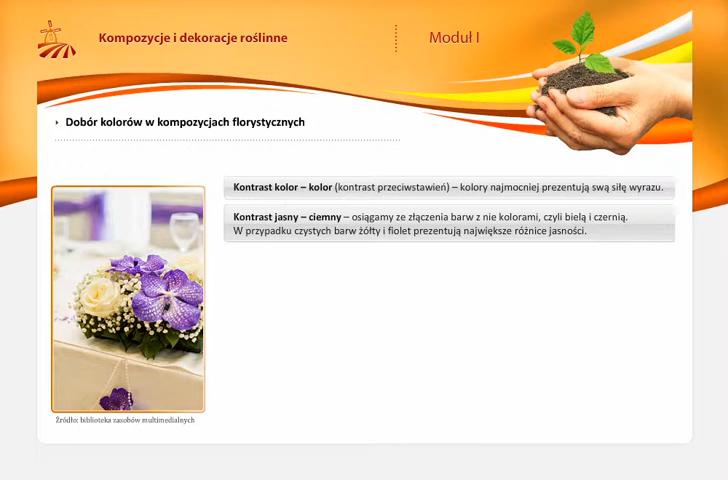 Kompozycje i dekoracje roślinne
Moduł I
Dobór kolorów w kompozycjach florystycznych
Kontrast kolor – kolor (kontrast przeciwstawień) – kolory najmocniej prezentują swą siłę wyrazu.
Kontrast jasny – ciemny – osiągamy ze złączenia barw z nie kolorami, czyli bielą i czernią.
W przypadku czystych barw żółty i fiolet prezentują największe różnice jasności.
Źródło: biblioteka zasobów multimedialnych